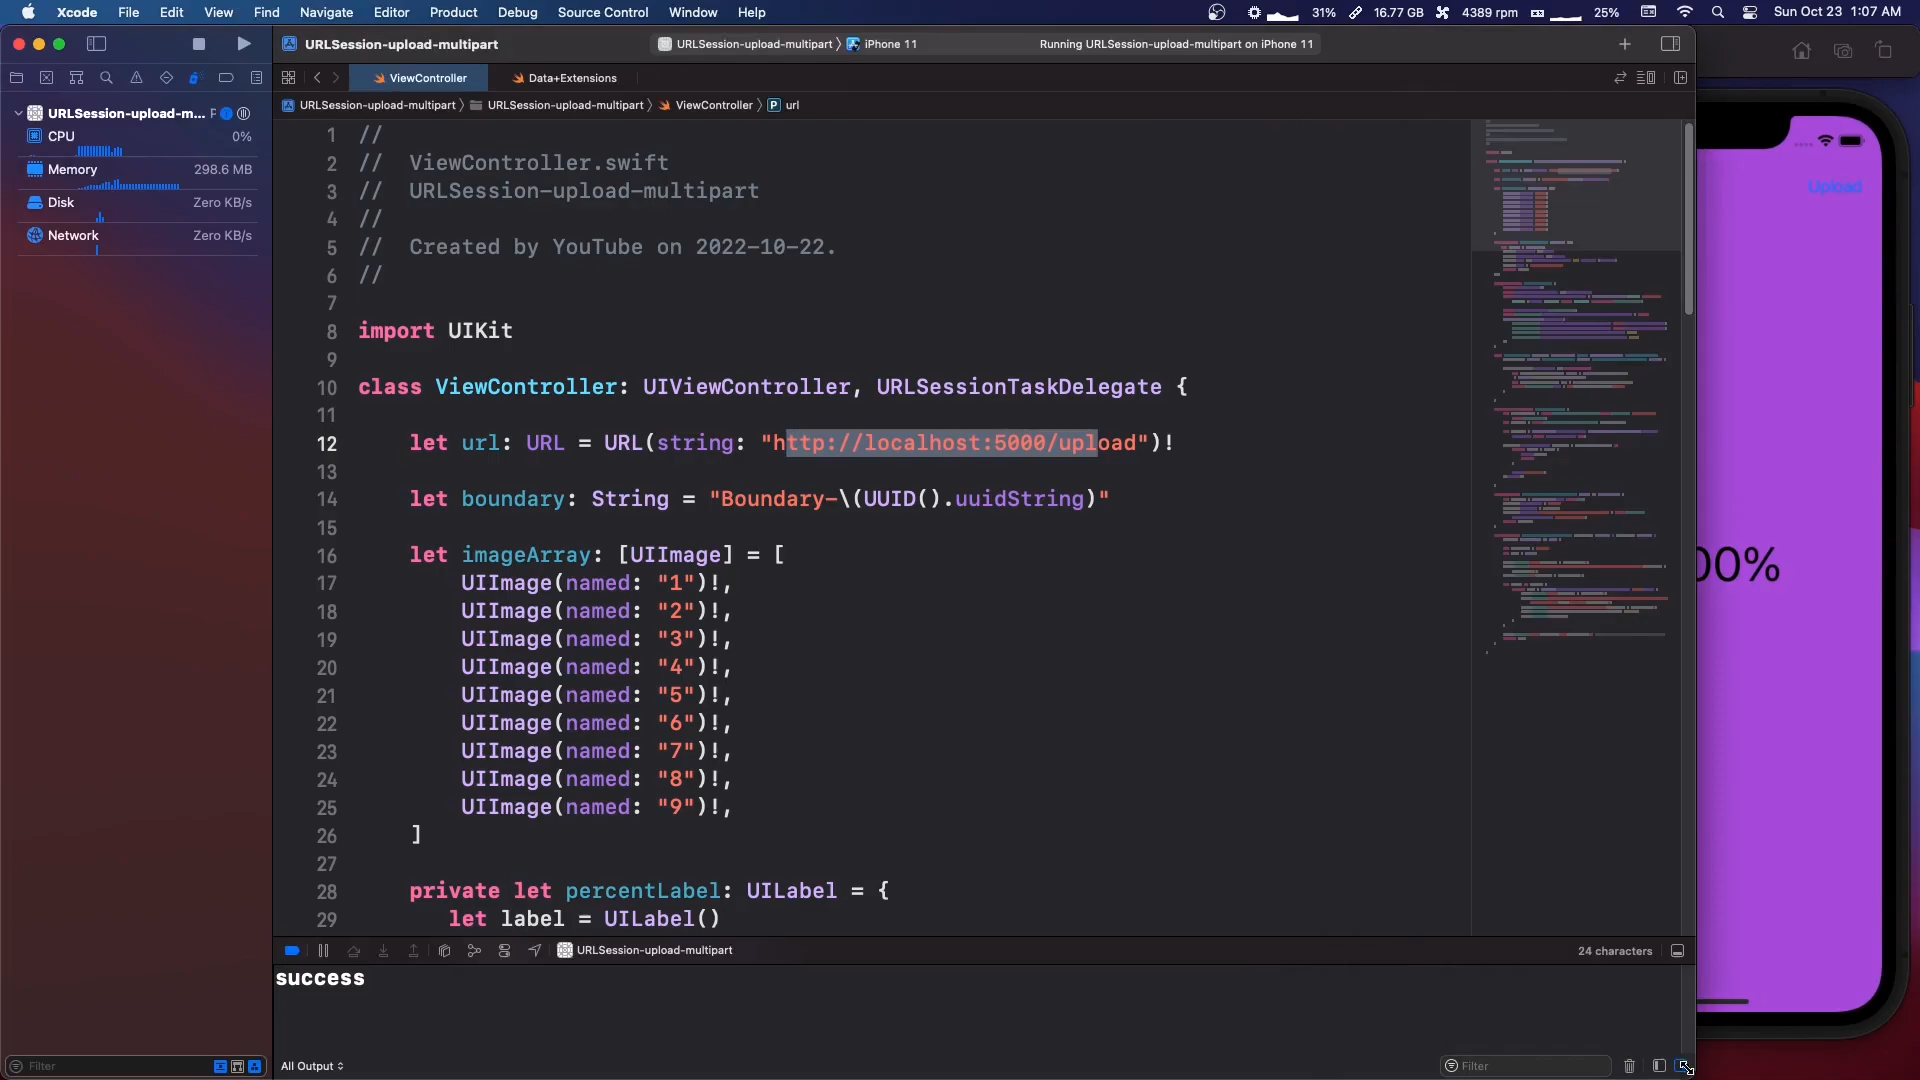 Xcode File Edit View Find Navigate Editor Product Debug Source Control Window Help 31% 16.77 GB 4389 rpm 25% Sun Oct 23 1:07 AM
URLSession-upload-multipart URLSession-upload-multipart iPhone 11 Running URLSession-upload-multipart on iPhone 11
ViewController Data+Extensions
URLSession-upload-multipart URLSession-upload-multipart ViewController P url
URLSession-upload-m... P
CPU 0%
Memory 298.6 MB
Disk Zero KB/s
Network Zero KB/s
1 //
2 // ViewController.swift
3 // URLSession-upload-multipart
4 //
5 // Created by YouTube on 2022-10-22.
6 //
7
8 import UIKit
9
10 class ViewController: UIViewController, URLSessionTaskDelegate {
11
12 let url: URL = URL(string: "http://localhost:5000/upload")!
13
14 let boundary: String = "Boundary-\(UUID().uuidString)"
15
16 let imageArray: [UIImage] = [
17 UIImage(named: "1")!,
18 UIImage(named: "2")!,
19 UIImage(named: "3")!,
20 UIImage(named: "4")!,
21 UIImage(named: "5")!,
22 UIImage(named: "6")!,
23 UIImage(named: "7")!,
24 UIImage(named: "8")!,
25 UIImage(named: "9")!,
26 ]
27
28 private let percentLabel: UILabel = {
29 let label = UILabel()
Upload
00%
URLSession-upload-multipart 24 characters
success
Filter All Output Filter